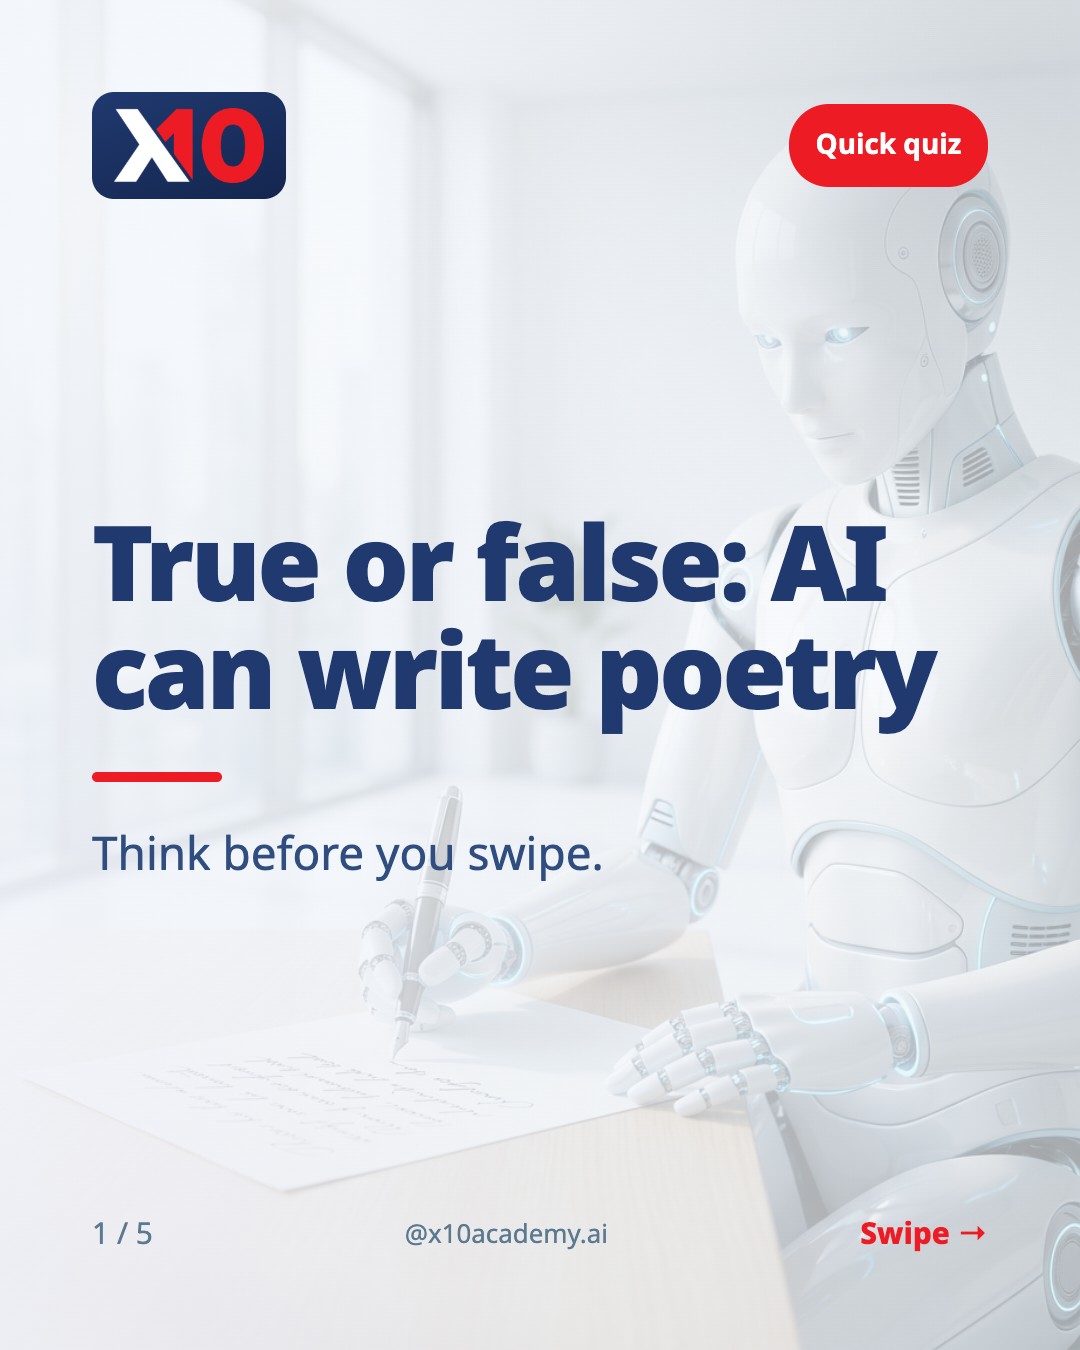 X10
Quick quiz
True or false: AI
can write poetry
Think before you swipe.
1 / 5
@x10academy.ai
Swipe →